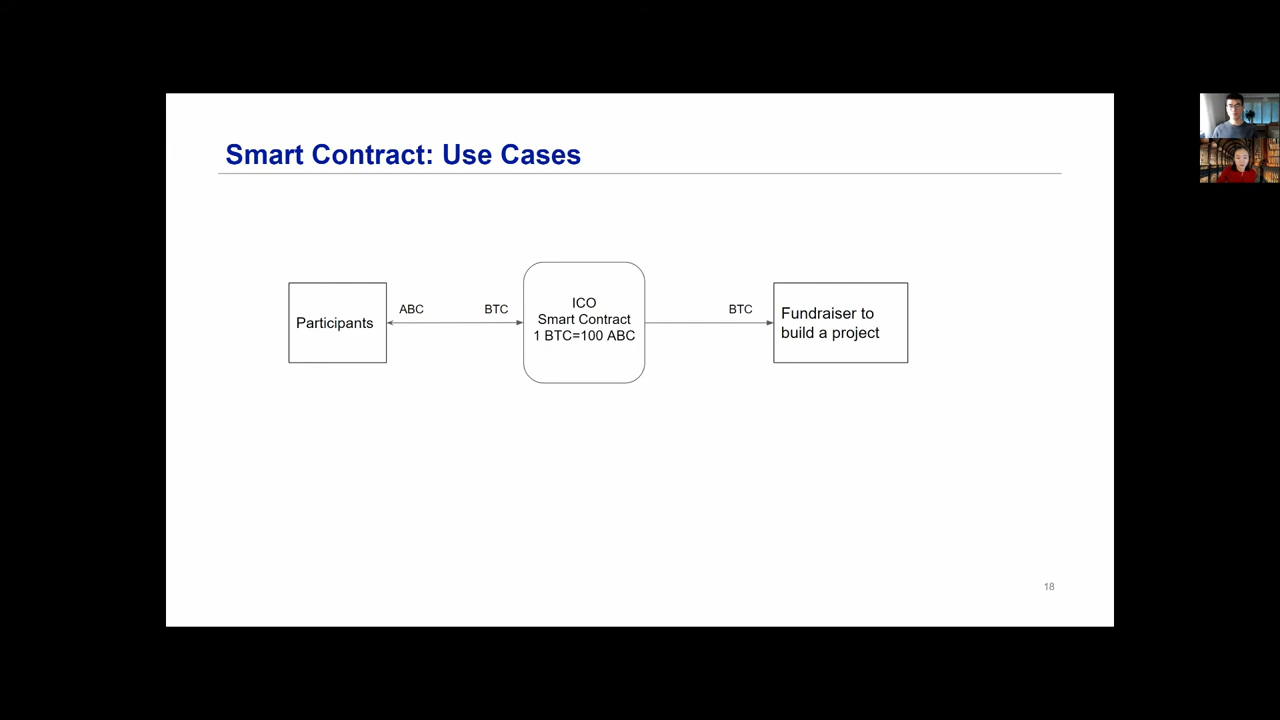 Smart Contract: Use Cases
Participants
ABC
BTC
ICO
Smart Contract
1 BTC=100 ABC
BTC
Fundraiser to
build a project
18